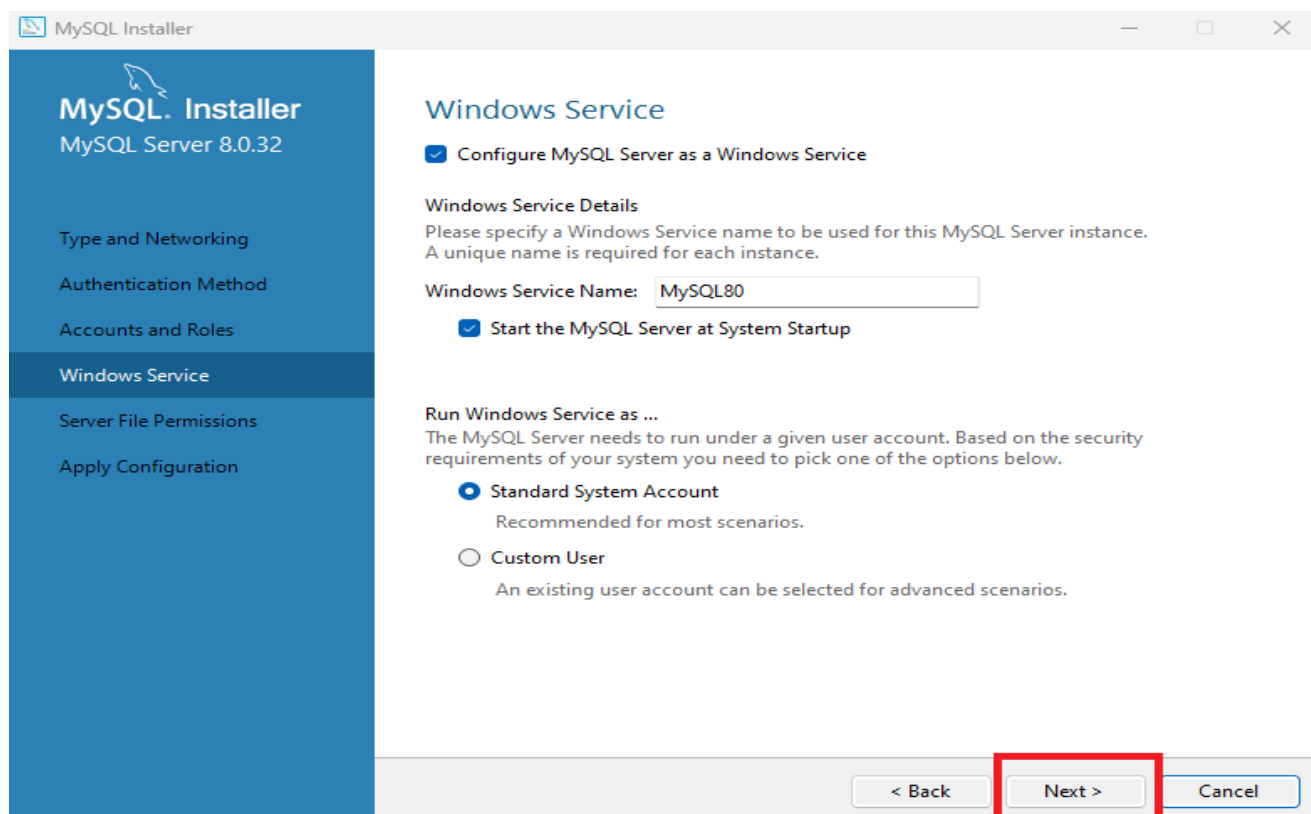 MySQL Installer
MySQL. Installer
MySQL Server 8.0.32
Type and Networking
Authentication Method
Accounts and Roles
Windows Service
Server File Permissions
Apply Configuration
Windows Service
Configure MySQL Server as a Windows Service
Windows Service Details
Please specify a Windows Service name to be used for this MySQL Server instance.
A unique name is required for each instance.
Windows Service Name: MySQL80
Start the MySQL Server at System Startup
Run Windows Service as ...
The MySQL Server needs to run under a given user account. Based on the security
requirements of your system you need to pick one of the options below.
Standard System Account
Recommended for most scenarios.
Custom User
An existing user account can be selected for advanced scenarios.
< Back Next > Cancel